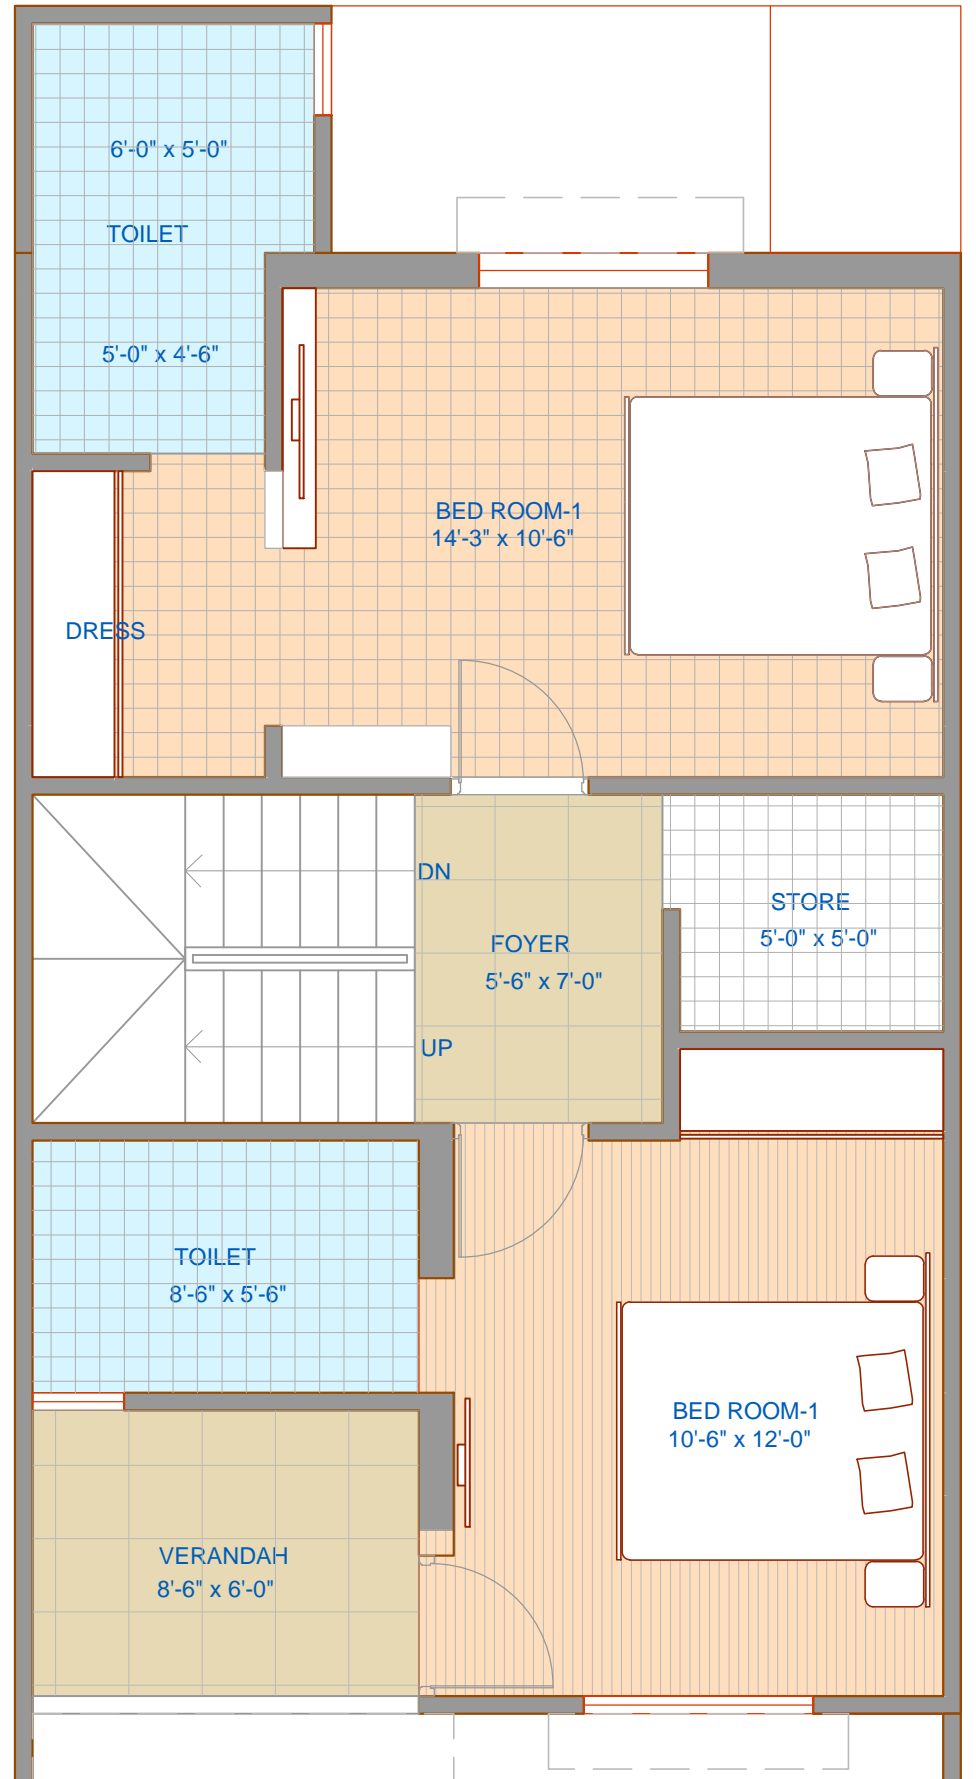 6'-0" x 5'-0"
TOILET
5'-0" x 4'-6"
BED ROOM-1
14'-3" x 10'-6"
DRESS
DN
STORE
5'-0" x 5'-0"
FOYER
5'-6" x 7'-0"
UP
TOILET
8'-6" x 5'-6"
BED ROOM-1
10'-6" x 12'-0"
VERANDAH
8'-6" x 6'-0"